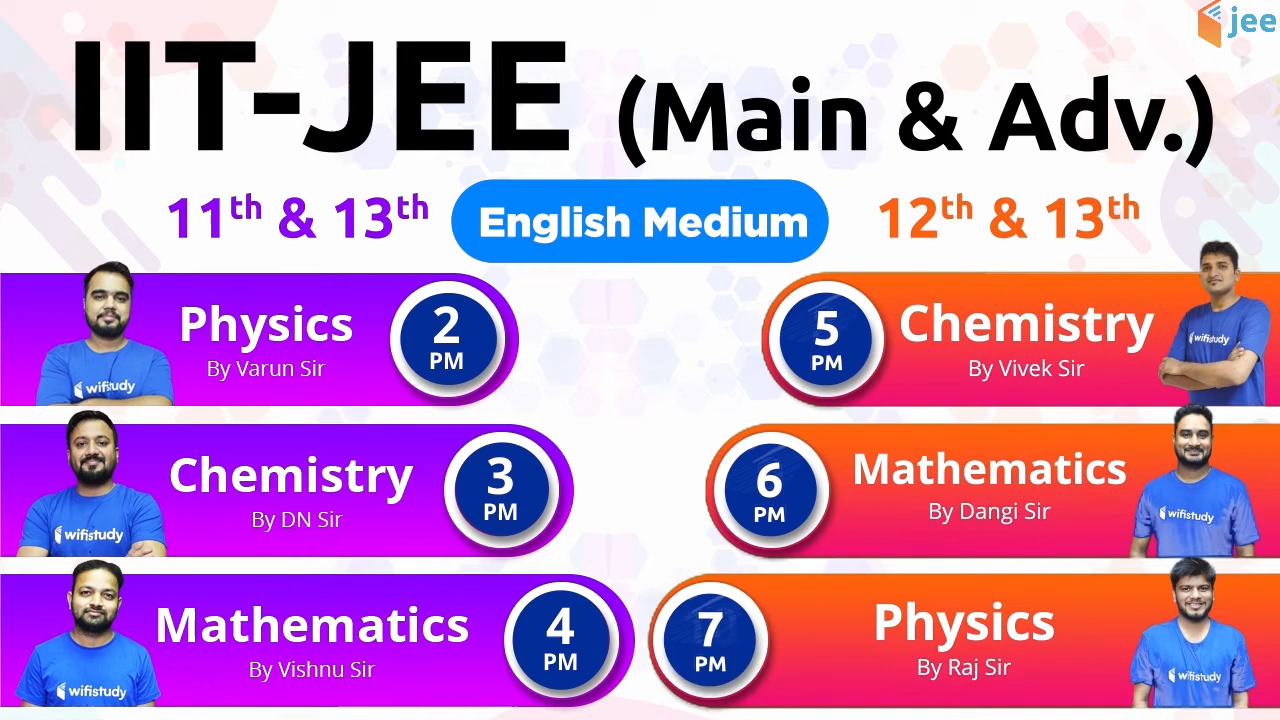 jee
IIT-JEE (Main & Adv.)
11th & 13th
English Medium
12th & 13th
Physics
By Varun Sir
2
PM
wifistudy
Chemistry
By DN Sir
3
PM
wifistudy
Mathematics
By Vishnu Sir
4
PM
wifistudy
5
PM
Chemistry
By Vivek Sir
wifistudy
6
PM
Mathematics
By Dangi Sir
wifistudy
7
PM
Physics
By Raj Sir
wifistudy